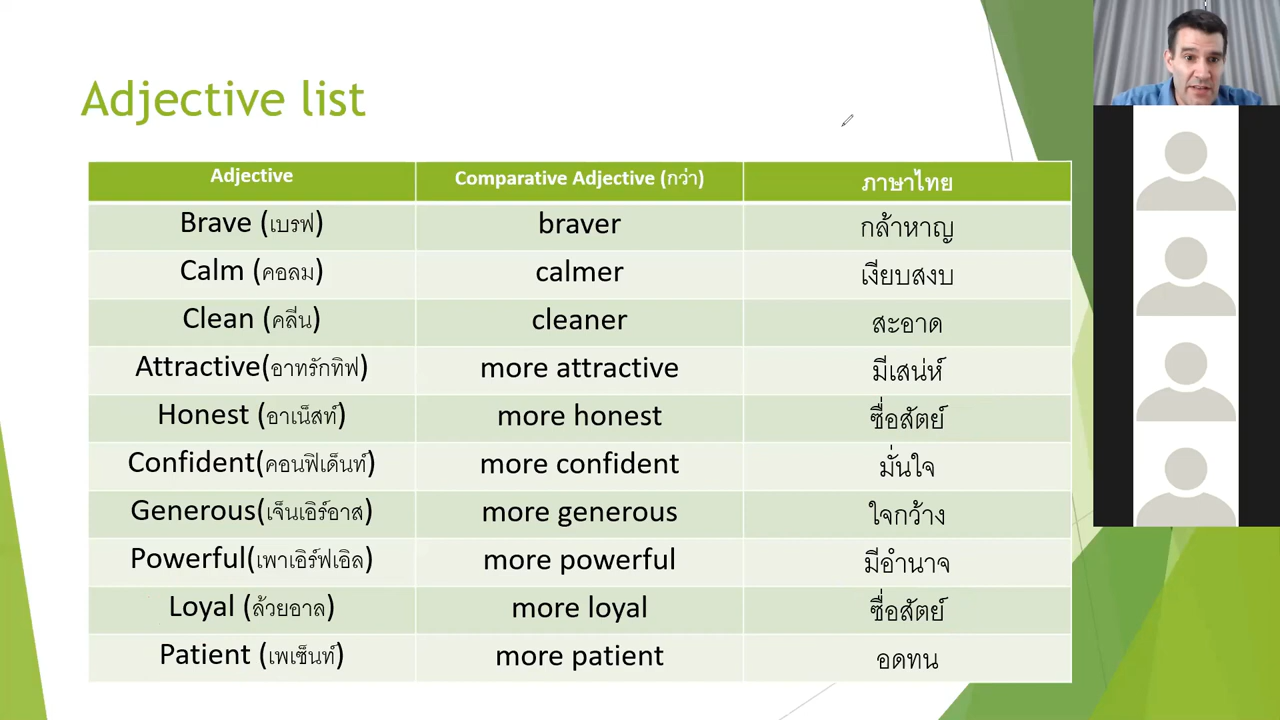 Adjective list
Adjective Comparative Adjective (กว่า) ภาษาไทย
Brave (เบรฟ) braver กล้าหาญ
Calm (คอลม) calmer เงียบสงบ
Clean (คลีน) cleaner สะอาด
Attractive(อาทรักทิฟ) more attractive มีเสน่ห์
Honest (อาเน็สท์) more honest ซื่อสัตย์
Confident(คอนฟิเด็นท์) more confident มั่นใจ
Generous(เจ็นเอิร์อาส) more generous ใจกว้าง
Powerful(เพาเอิร์ฟเอิล) more powerful มีอำนาจ
Loyal (ล้วยอาล) more loyal ซื่อสัตย์
Patient (เพเซ็นท์) more patient อดทน